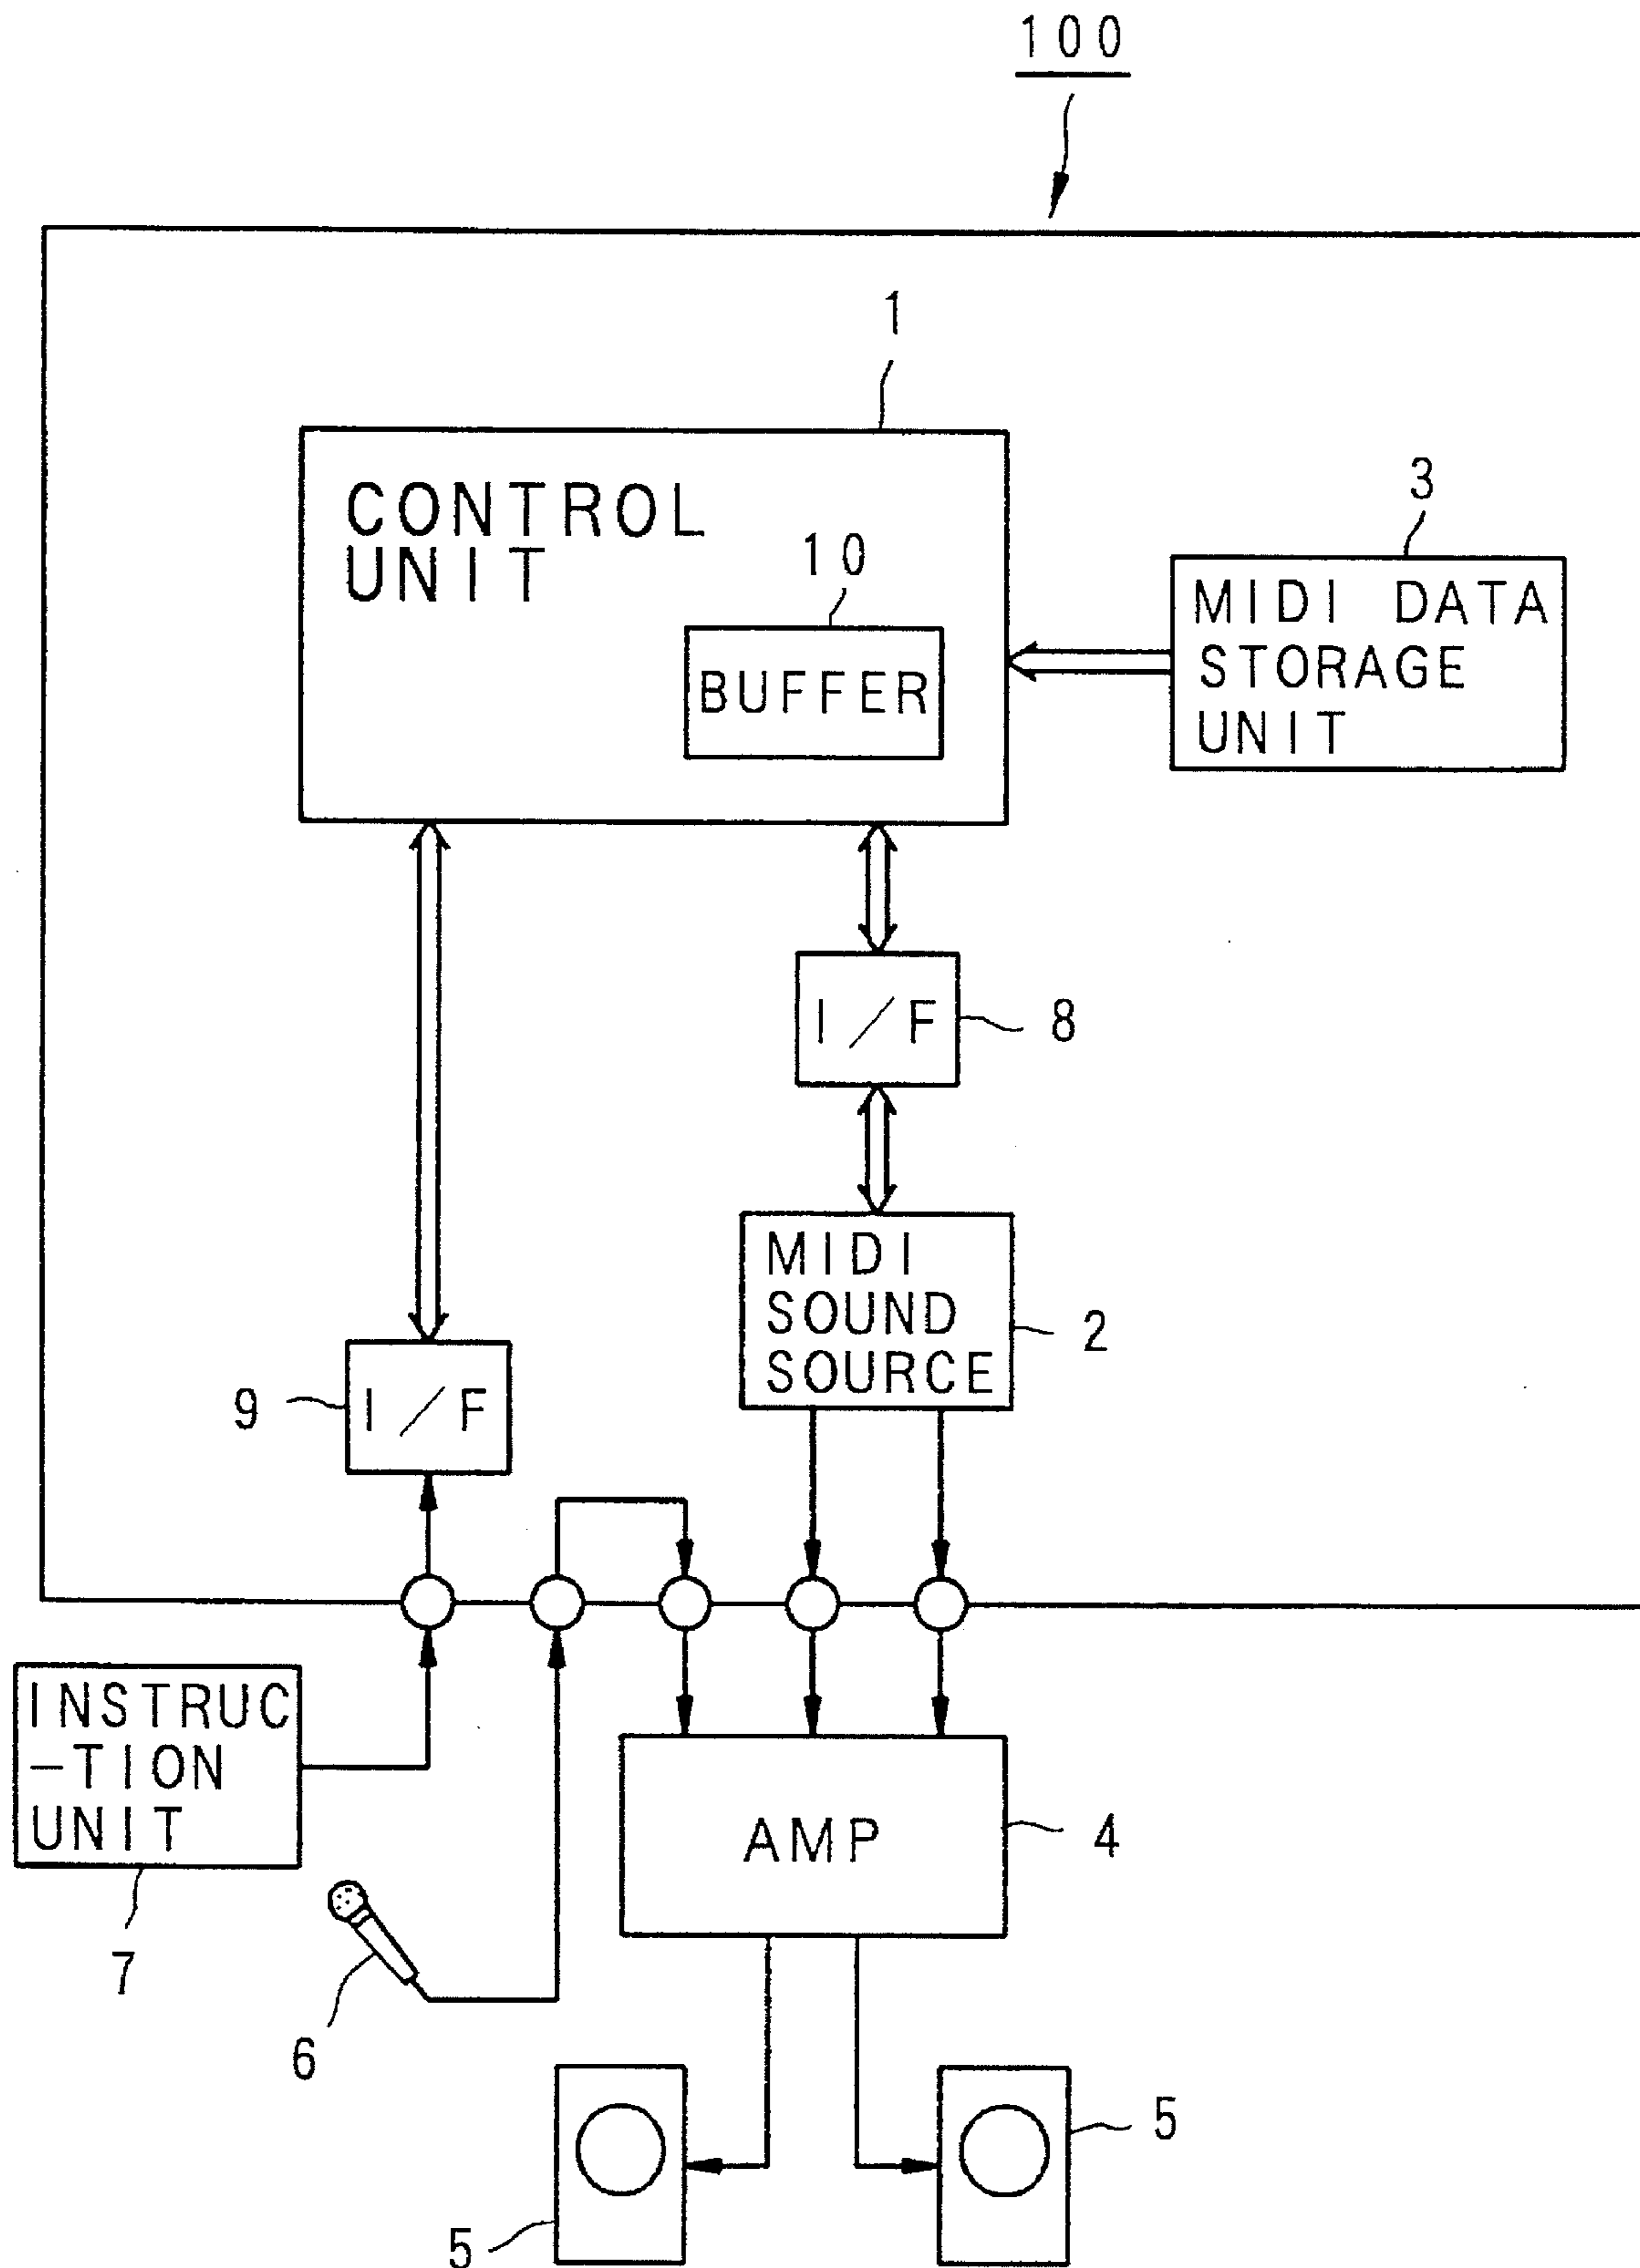 100
1
CONTROL
UNIT
10
BUFFER
3
MIDI DATA
STORAGE
UNIT
I/F
8
MIDI
SOUND
SOURCE
2
9
I/F
INSTRUC
-TION
UNIT
7
AMP
4
6
5
5